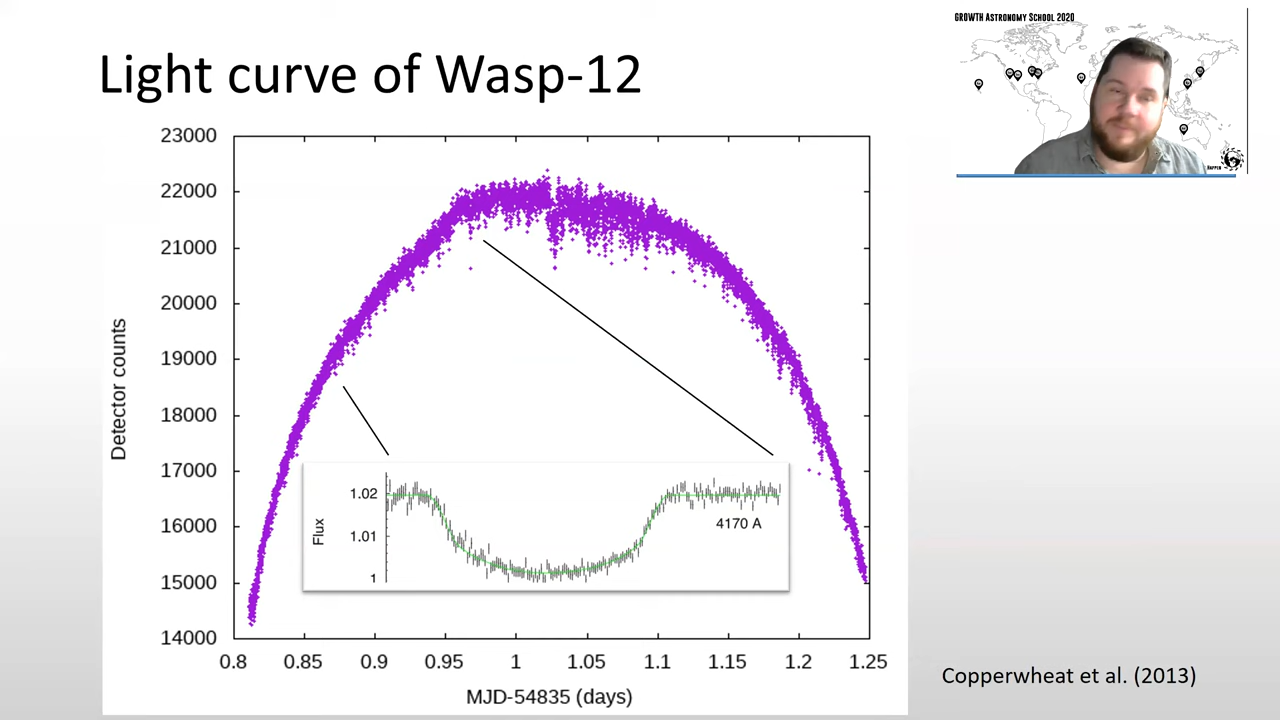 GROWTH ASTRONOMY SCHOOL 2020
Light curve of Wasp-12
23000
22000
21000
20000
19000
18000
17000
16000
15000
14000
Detector counts
1.02
1.01
1
Flux
4170 A
0.8 0.85 0.9 0.95 1 1.05 1.1 1.15 1.2 1.25
MJD-54835 (days)
Copperwheat et al. (2013)